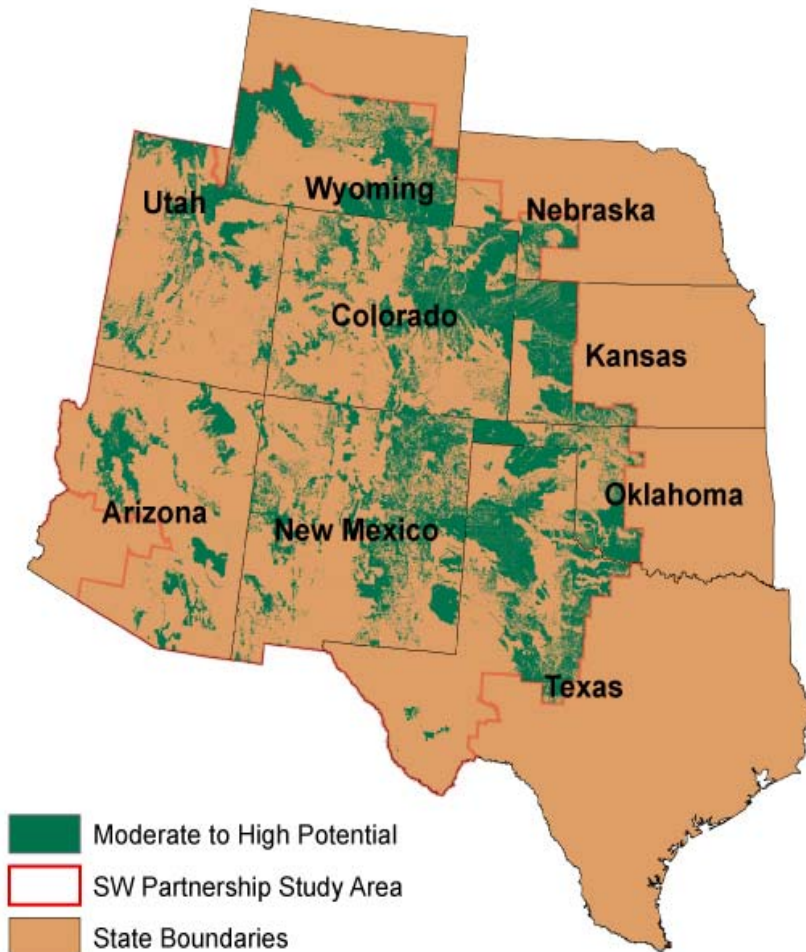 Wyoming
Utah
Nebraska
Colorado
Kansas
Oklahoma
Arizona
New Mexico
Texas
Moderate to High Potential
SW Partnership Study Area
State Boundaries